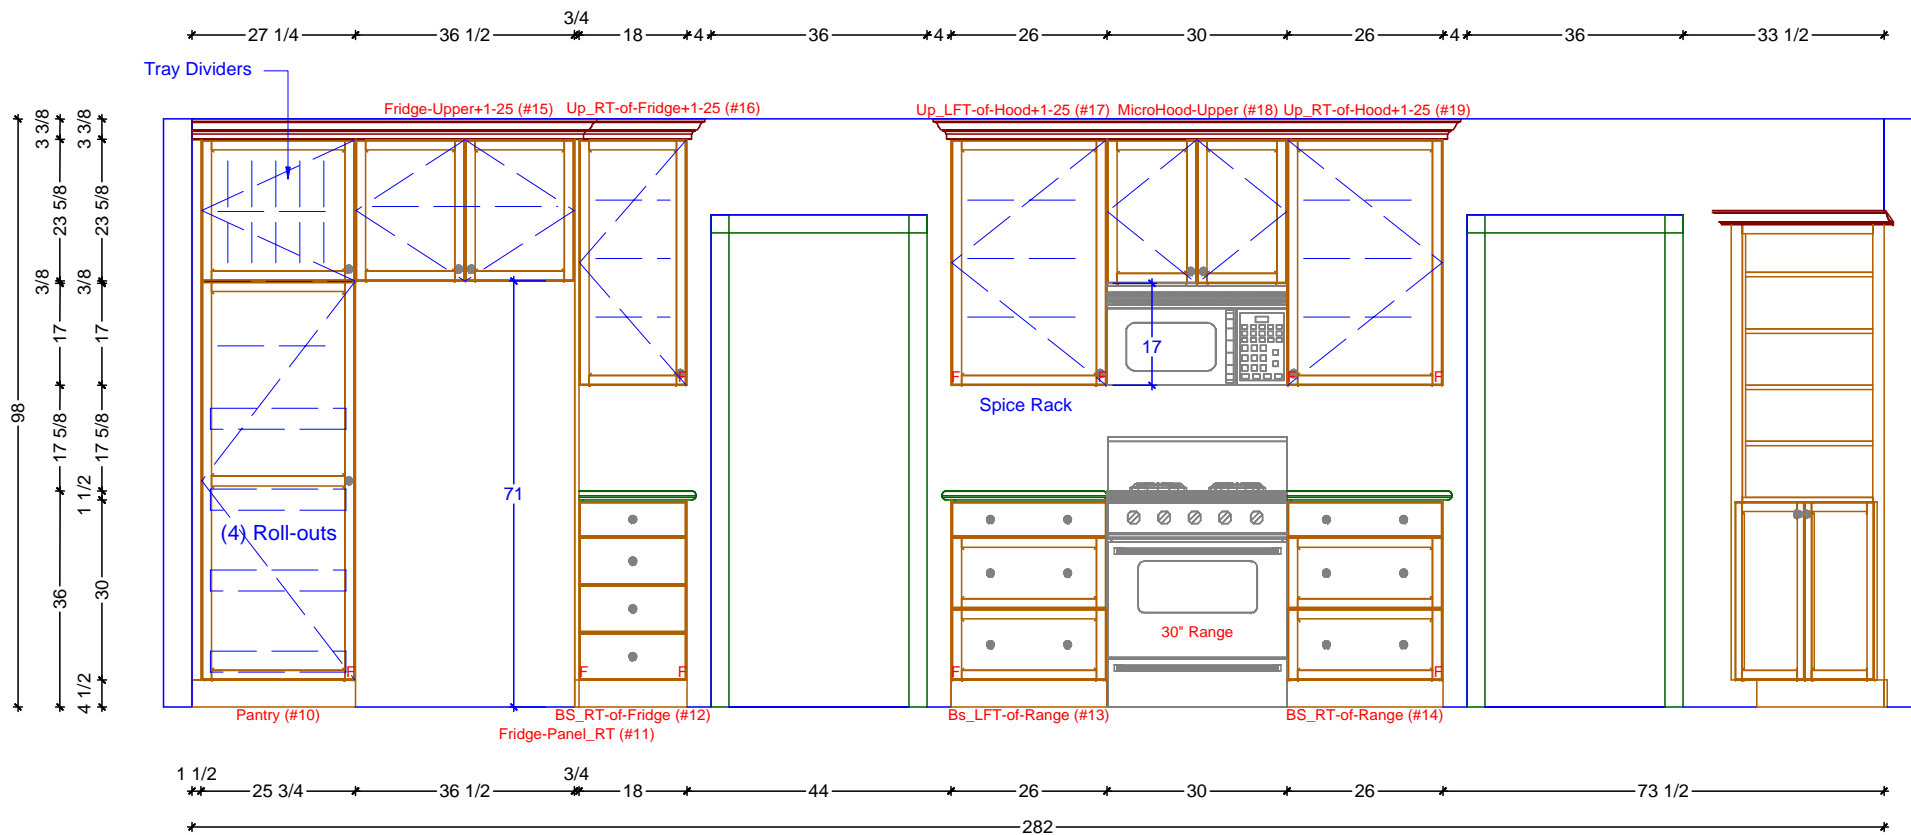 3/4
27 1/4 36 1/2 18 4 36 4 26 30 26 4 36 33 1/2
Tray Dividers
Fridge-Upper+1-25 (#15) Up_RT-of-Fridge+1-25 (#16) Up_LFT-of-Hood+1-25 (#17) MicroHood-Upper (#18) Up_RT-of-Hood+1-25 (#19)
3 3/8 3 3/8
23 5/8 23 5/8
3/8 3/8
17 17
17
F F F F F
Spice Rack
98
17 5/8 17 5/8
71
1 1/2
(4) Roll-outs
36 30
30" Range
F F F F F
4 1/2
Pantry (#10) BS_RT-of-Fridge (#12) Bs_LFT-of-Range (#13) BS_RT-of-Range (#14)
Fridge-Panel_RT (#11)
1 1/2 3/4
25 3/4 36 1/2 18 44 26 30 26 73 1/2
282